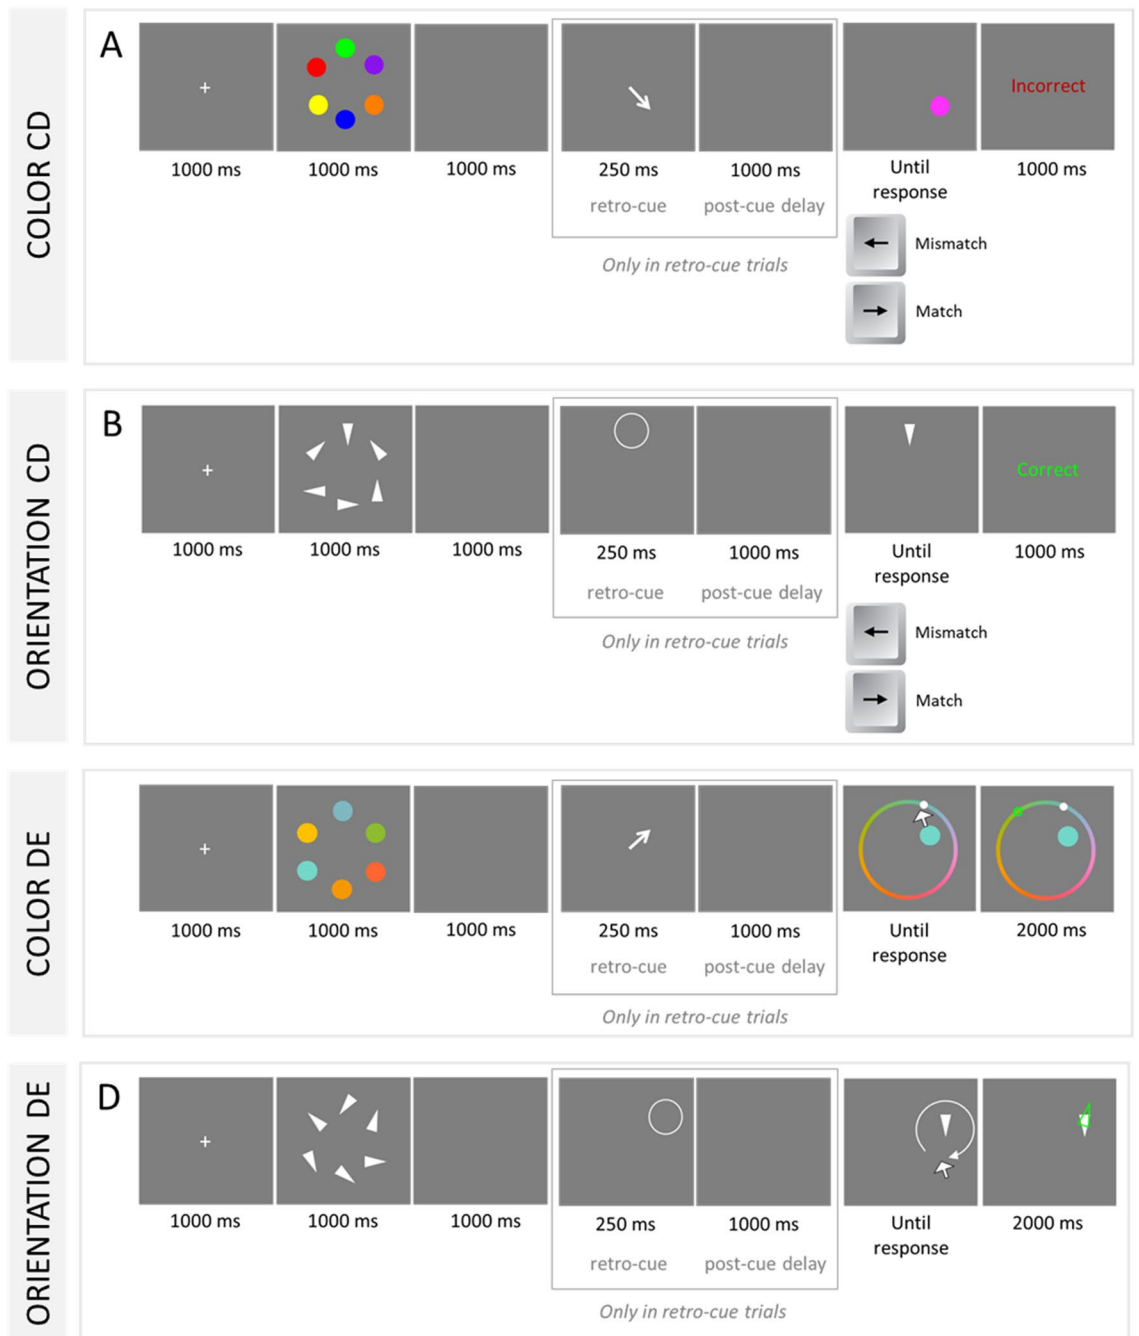 COLOR CD
A
+
Incorrect
1000 ms
1000 ms
1000 ms
250 ms
1000 ms
Until
response
1000 ms
retro-cue
post-cue delay
Only in retro-cue trials
Mismatch
Match
ORIENTATION CD
B
+
Correct
1000 ms
1000 ms
1000 ms
250 ms
1000 ms
Until
response
1000 ms
retro-cue
post-cue delay
Only in retro-cue trials
Mismatch
Match
COLOR DE
+
1000 ms
1000 ms
1000 ms
250 ms
1000 ms
Until
response
2000 ms
retro-cue
post-cue delay
Only in retro-cue trials
ORIENTATION DE
D
+
1000 ms
1000 ms
1000 ms
250 ms
1000 ms
Until
response
2000 ms
retro-cue
post-cue delay
Only in retro-cue trials